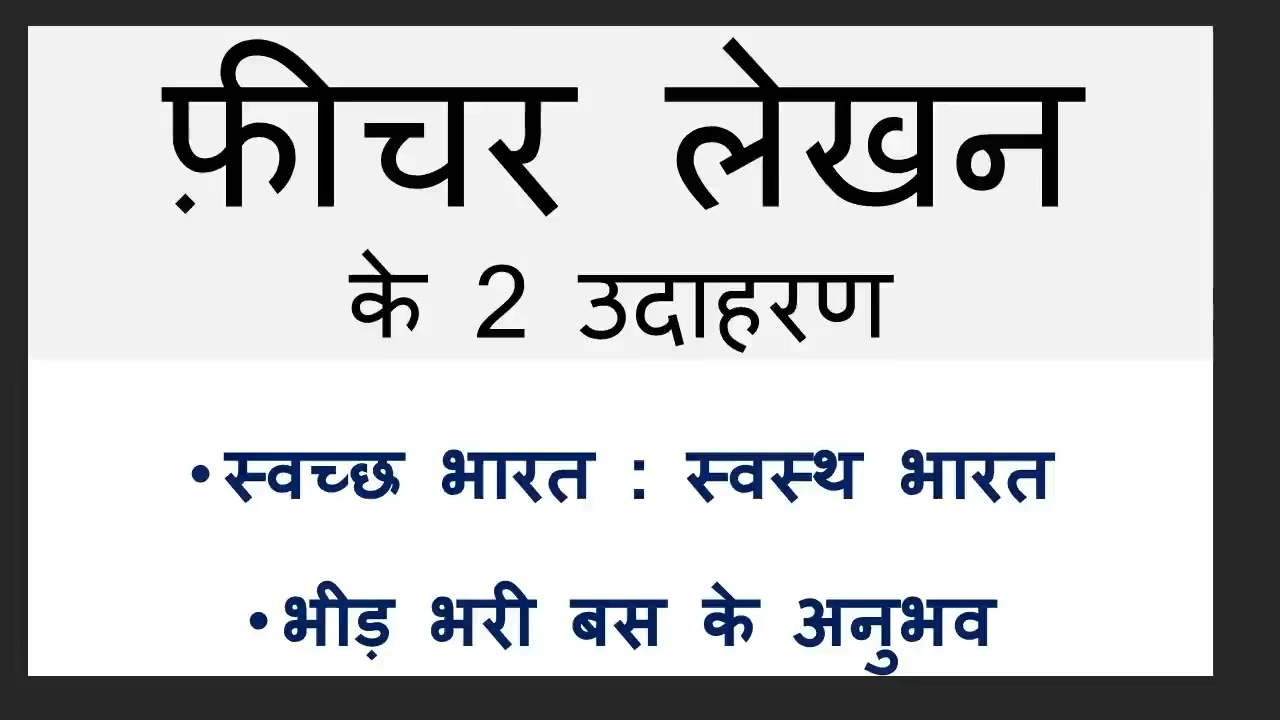 फ़ीचर लेखन
के 2 उदाहरण
•स्वच्छ भारत : स्वस्थ भारत
•भीड़ भरी बस के अनुभव